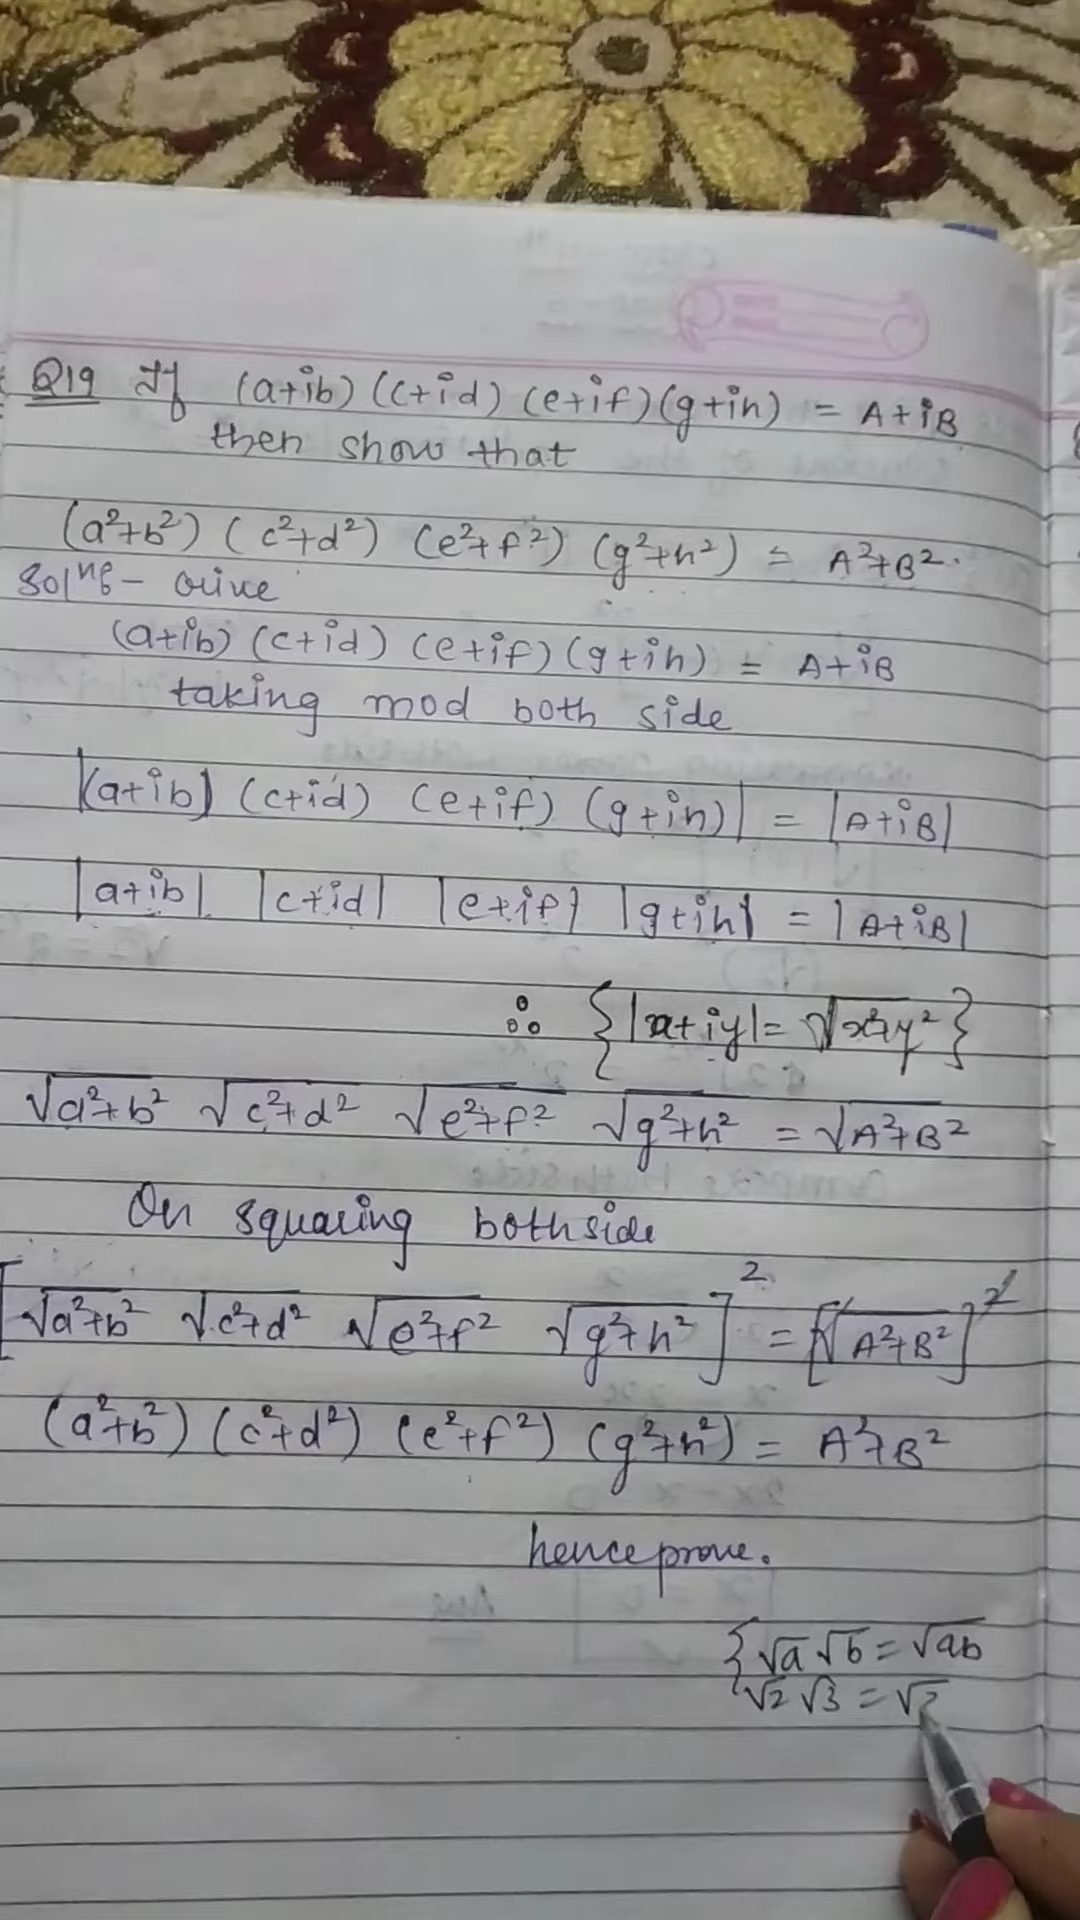 Q19 If (a+ib) (c+id) (e+if) (g+ih) = A+iB
then show that
(a²+b²) (c²+d²) (e²+f²) (g²+h²) = A²+B².
Solng- Give
(a+ib) (c+id) (e+if) (g+ih) = A+iB
taking mod both side
|(a+ib) (c+id) (e+if) (g+ih)| = |A+iB|
|a+ib| |c+id| |e+if| |g+ih| = |A+iB|
∴ {|x+iy| = √x²+y²}
√a²+b² √c²+d² √e²+f² √g²+h² = √A²+B²
On squaring both side
[√a²+b² √c²+d² √e²+f² √g²+h²]² = [√A²+B²]²
(a²+b²) (c²+d²) (e²+f²) (g²+h²) = A²+B²
hence prove.
{√a √b = √ab
√2 √3 = √2